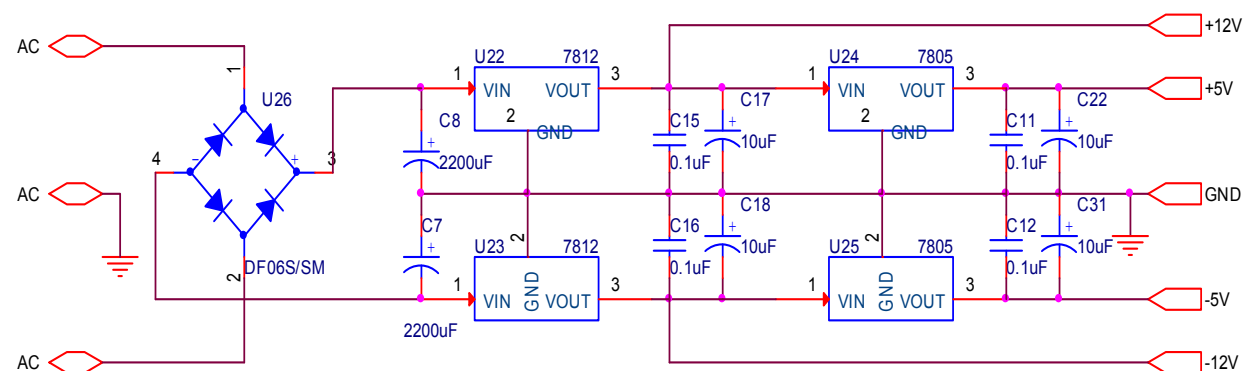 AC
+12V
U22
7812
U24
7805
1
1
3
1
3
+5V
U26
VIN
VOUT
VIN
VOUT
C17
C22
2
2
C8
C15
C11
+
GND
+
GND
+
10uF
10uF
4
-
+
3
2200uF
0.1uF
0.1uF
AC
GND
C7
C18
C31
C16
C12
+
2
7812
+
2
7805
+
U23
10uF
U25
10uF
DF06S/SM
0.1uF
0.1uF
2
1
VIN
GND
VOUT
3
1
VIN
GND
VOUT
3
-5V
2200uF
AC
-12V